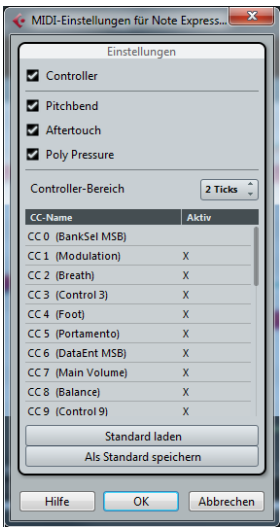 MIDI-Einstellungen für Note Express...
Einstellungen
Controller
Pitchbend
Aftertouch
Poly Pressure
Controller-Bereich 2 Ticks
CC-Name Aktiv
CC 0 (BankSel MSB)
CC 1 (Modulation) X
CC 2 (Breath) X
CC 3 (Control 3) X
CC 4 (Foot) X
CC 5 (Portamento) X
CC 6 (DataEnt MSB) X
CC 7 (Main Volume) X
CC 8 (Balance) X
CC 9 (Control 9) X
Standard laden
Als Standard speichern
Hilfe OK Abbrechen